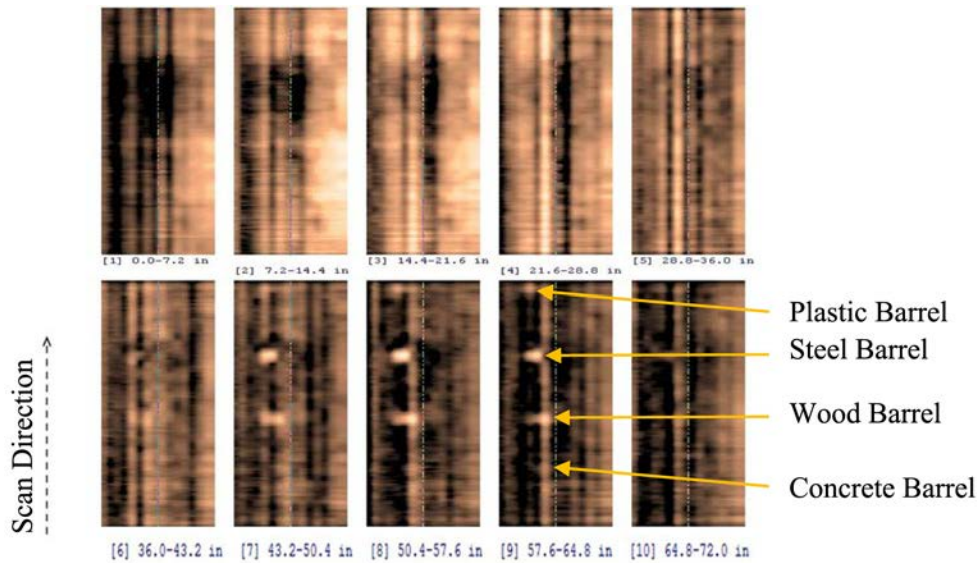 [1] 0.0-7.2 in
[2] 7.2-14.4 in
[3] 14.4-21.6 in
[4] 21.6-28.8 in
[5] 28.8-36.0 in
Plastic Barrel
Steel Barrel
Wood Barrel
Concrete Barrel
Scan Direction
[6] 36.0-43.2 in
[7] 43.2-50.4 in
[8] 50.4-57.6 in
[9] 57.6-64.8 in
[10] 64.8-72.0 in